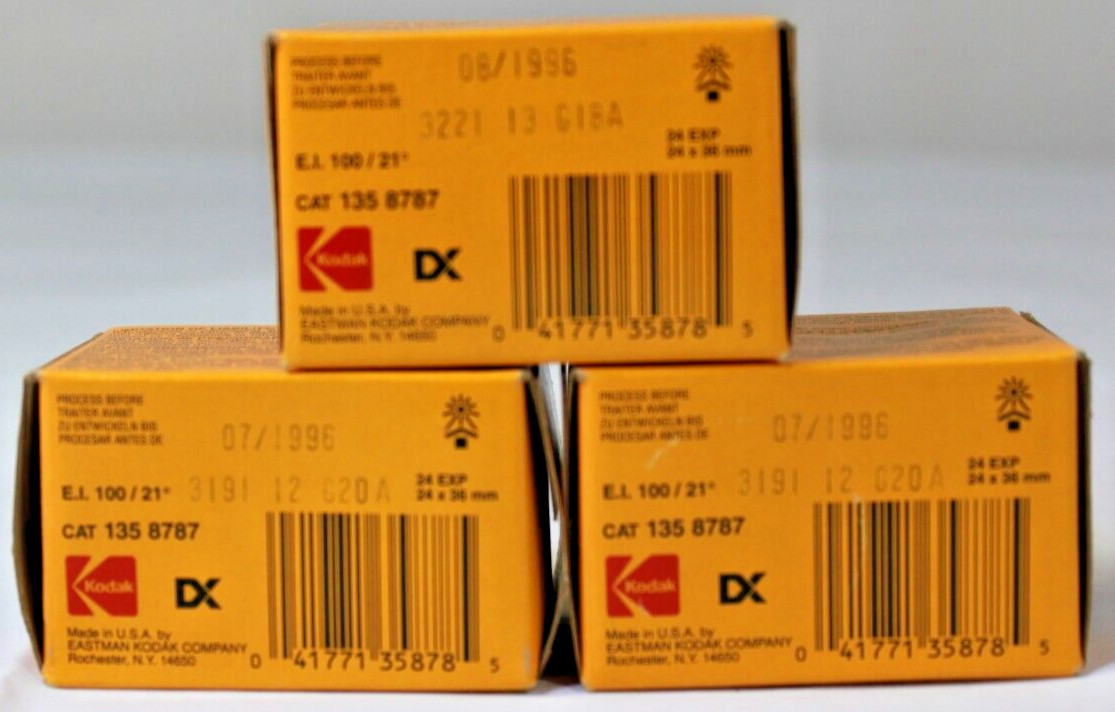 PROCESS BEFORE
TRAITER AVANT
ZU ENTWICKELN BIS
PROCESAR ANTES DE
08/1996
3221 13 G18A
24 EXP
24 x 36 mm
E.I. 100 / 21°
CAT 135 8787
Kodak
DX
Made in U.S.A. by
EASTMAN KODAK COMPANY
Rochester, N.Y. 14650
0 41771 35878 5
PROCESS BEFORE
TRAITER AVANT
ZU ENTWICKELN BIS
PROCESAR ANTES DE
07/1996
E.I. 100 / 21° 3191 12 G20A
24 EXP
24 x 36 mm
CAT 135 8787
Kodak
DX
Made in U.S.A. by
EASTMAN KODAK COMPANY
Rochester, N.Y. 14650
0 41771 35878 5
PROCESS BEFORE
TRAITER AVANT
ZU ENTWICKELN BIS
PROCESAR ANTES DE
07/1996
E.I. 100 / 21° 3191 12 G20A
24 EXP
24 x 36 mm
CAT 135 8787
Kodak
DX
Made in U.S.A. by
EASTMAN KODAK COMPANY
Rochester, N.Y. 14650
0 41771 35878 5